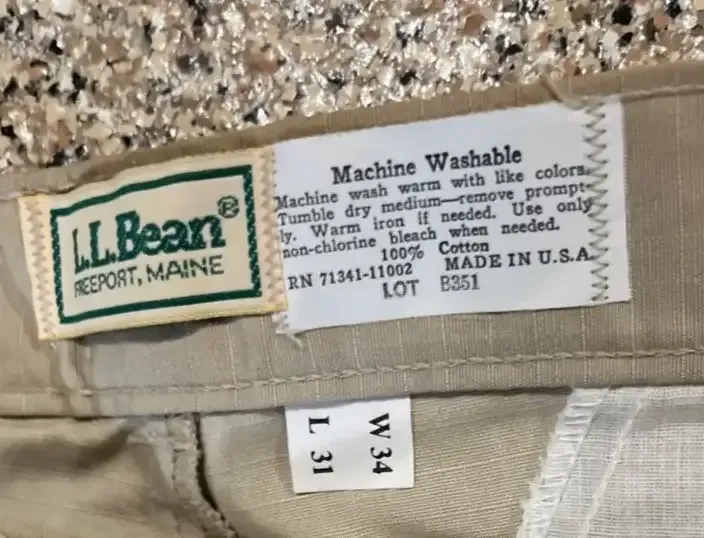 L.L.Bean®
FREEPORT, MAINE
Machine Washable
Machine wash warm with like colors.
Tumble dry medium—remove prompt-
ly. Warm iron if needed. Use only
non-chlorine bleach when needed.
100% Cotton
RN 71341-11002 MADE IN U.S.A.
LOT B351
W 34
L 31